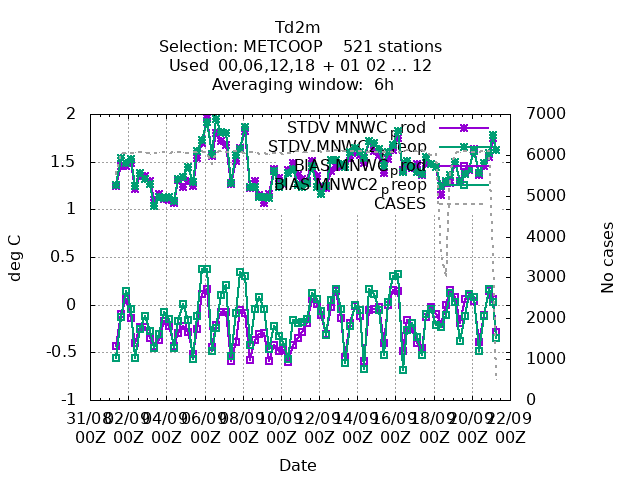 Td2m
Selection: METCOOP 521 stations
Used 00,06,12,18 + 01 02 ... 12
Averaging window: 6h
2
1.5
1
0.5
0
-0.5
-1
deg C
7000
6000
5000
4000
3000
2000
1000
0
No cases
STDV MNWC_prod
STDV MNWC2_preop
BIAS MNWC_prod
BIAS MNWC2_preop
CASES
31/08 02/09 04/09 06/09 08/09 10/09 12/09 14/09 16/09 18/09 20/09 22/09
00Z 00Z 00Z 00Z 00Z 00Z 00Z 00Z 00Z 00Z 00Z 00Z
Date